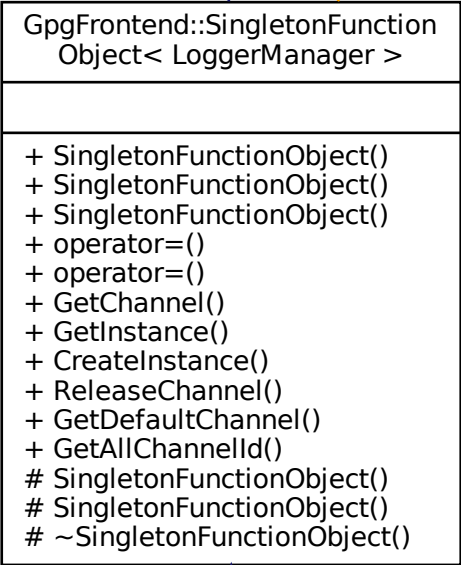 GpgFrontend::SingletonFunction
Object< LoggerManager >
+ SingletonFunctionObject()
+ SingletonFunctionObject()
+ SingletonFunctionObject()
+ operator=()
+ operator=()
+ GetChannel()
+ GetInstance()
+ CreateInstance()
+ ReleaseChannel()
+ GetDefaultChannel()
+ GetAllChannelId()
# SingletonFunctionObject()
# SingletonFunctionObject()
# ~SingletonFunctionObject()